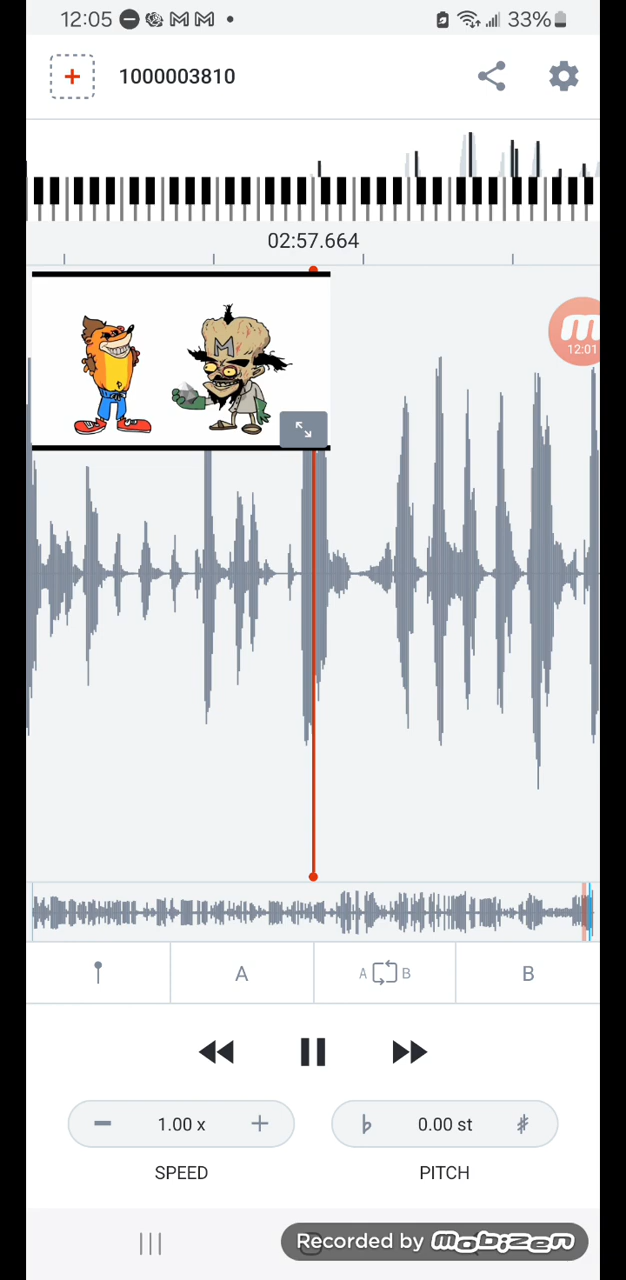 12:05
33%
1000003810
02:57.664
M
12:01
A
A B
B
1.00 x
♭ 0.00 st ♯
SPEED
PITCH
Recorded by mobizen